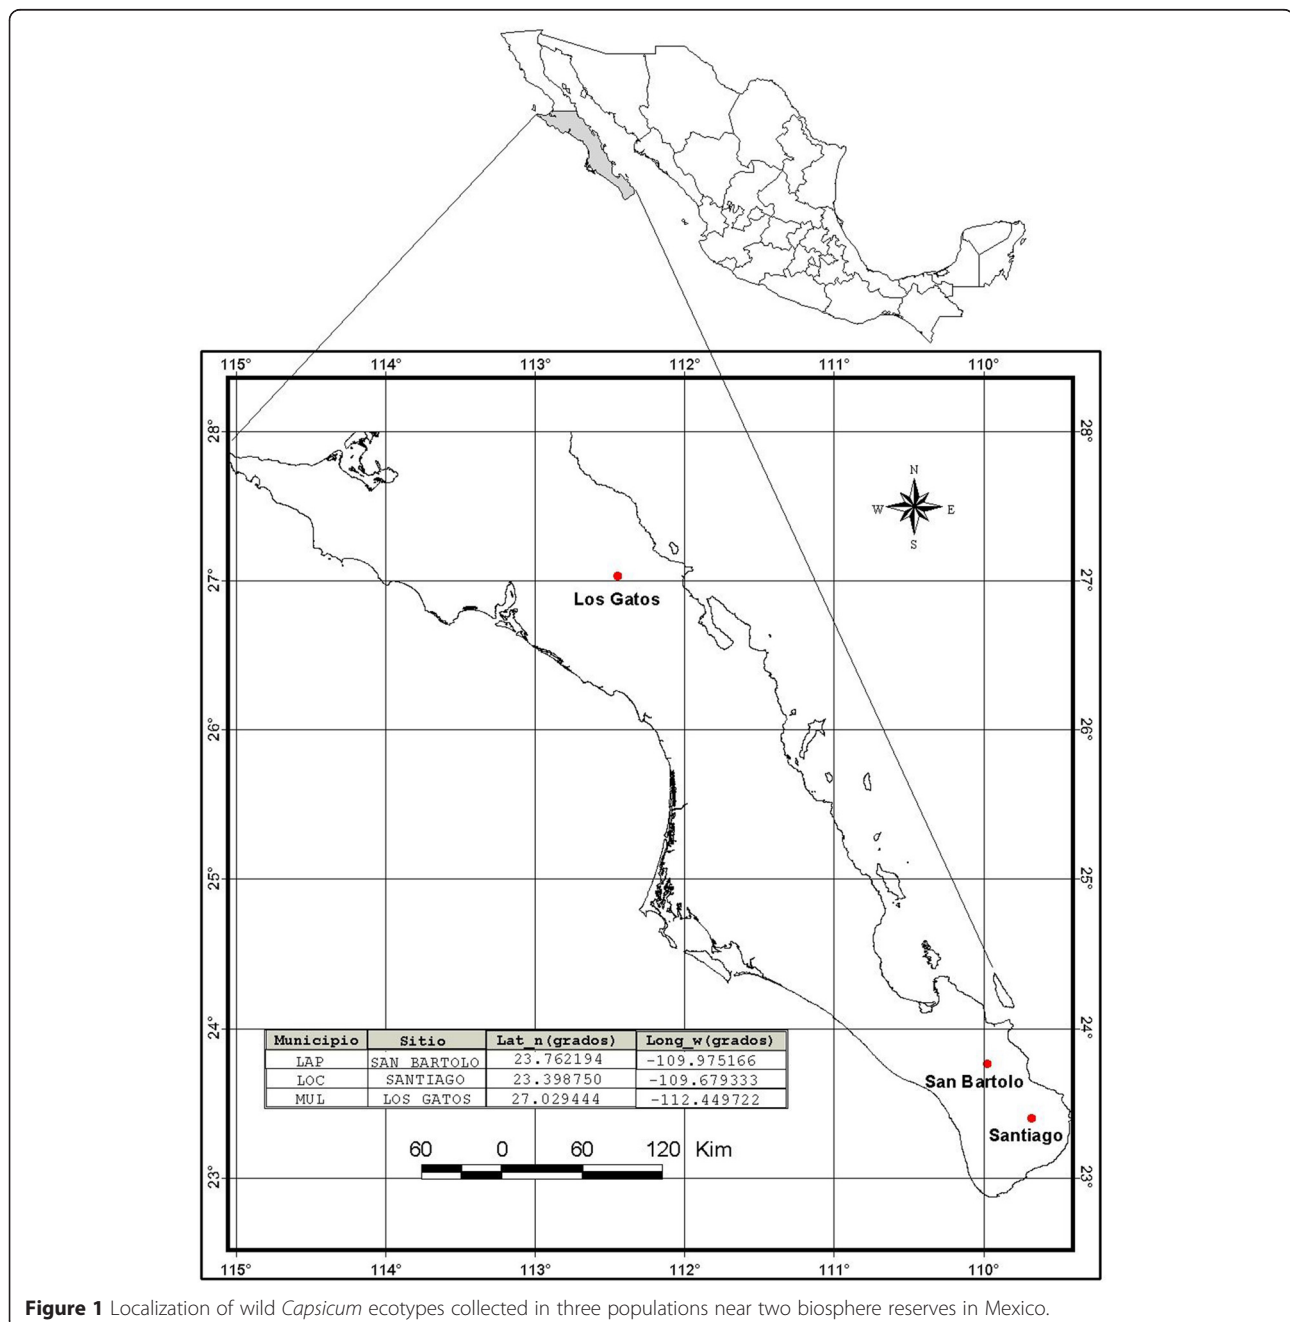 115° 114° 113° 112° 111° 110°
28° 28°
N
W E
S
27° 27°
Los Gatos
26° 26°
25° 25°
24° 24°
Municipio Sitio Lat_n(grados) Long_w(grados)
LAP SAN BARTOLO 23.762194 -109.975166
LOC SANTIAGO 23.398750 -109.679333
MUL LOS GATOS 27.029444 -112.449722
San Bartolo
Santiago
60 0 60 120 Kim
23° 23°
115° 114° 113° 112° 111° 110°
Figure 1 Localization of wild Capsicum ecotypes collected in three populations near two biosphere reserves in Mexico.